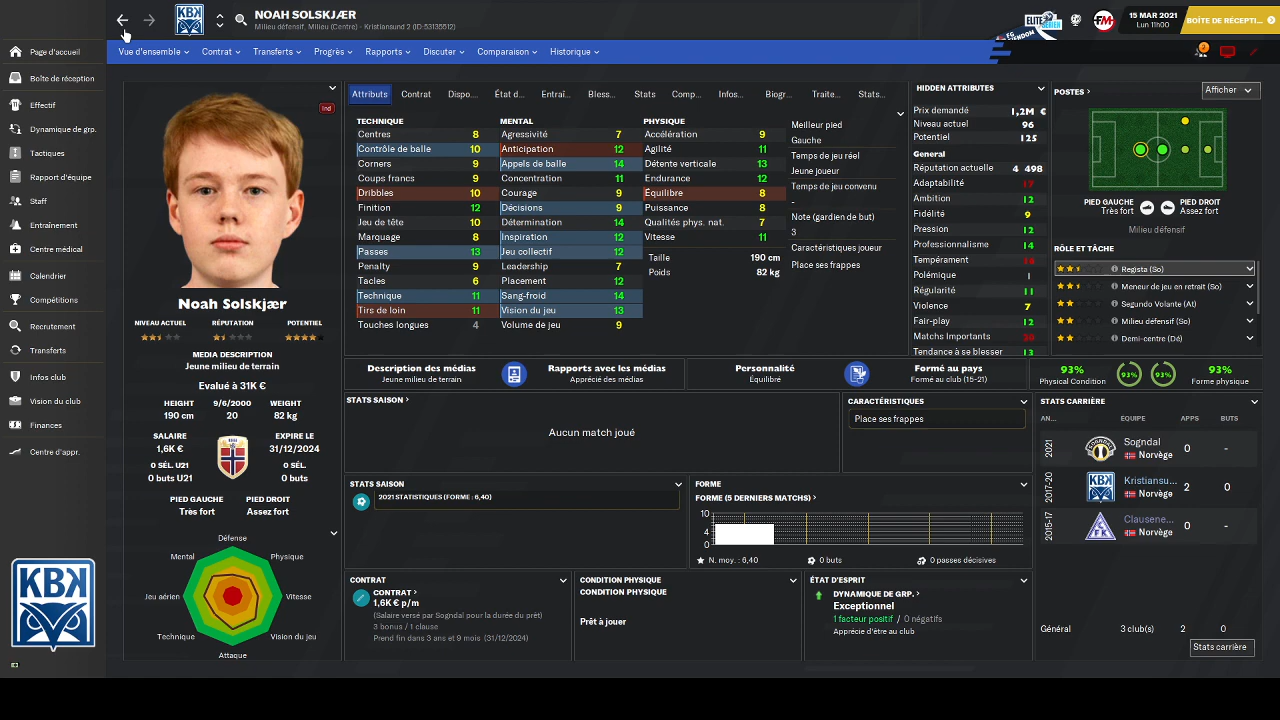 NOAH SOLSKJÆR
Milieu défensif, Milieu (Centre) - Kristiansund 2 (ID:53135512)
15 MAR 2021
Lun 11h00
BOÎTE DE RÉCEPTI...
Vue d'ensemble
Contrat
Transferts
Progrès
Rapports
Discuter
Comparaison
Historique
Page d'accueil
Boîte de réception
Effectif
Dynamique de grp.
Tactiques
Rapport d'équipe
Staff
Entraînement
Centre médical
Calendrier
Compétitions
Recrutement
Transferts
Infos club
Vision du club
Finances
Centre d'appr.
KBK
Ind
Noah Solskjær
NIVEAU ACTUEL
RÉPUTATION
POTENTIEL
MEDIA DESCRIPTION
Jeune milieu de terrain
Evalué à 31K €
HEIGHT 9/6/2000 WEIGHT
190 cm 20 82 kg
SALAIRE EXPIRE LE
1,6K € 31/12/2024
0 SÉL. U21 0 SÉL.
0 buts U21 0 buts
PIED GAUCHE PIED DROIT
Très fort Assez fort
Défense
Mental Physique
Jeu aérien Vitesse
Technique Vision du jeu
Attaque
Attributs Contrat Dispo... État d... Entraî... Bless... Stats Comp... Infos... Biogr... Traite... Stats...
TECHNIQUE
Centres 8
Contrôle de balle 10
Corners 9
Coups francs 9
Dribbles 10
Finition 12
Jeu de tête 10
Marquage 8
Passes 13
Penalty 9
Tacles 6
Technique 11
Tirs de loin 11
Touches longues 4
MENTAL
Agressivité 7
Anticipation 12
Appels de balle 14
Concentration 11
Courage 9
Décisions 9
Détermination 14
Inspiration 12
Jeu collectif 12
Leadership 7
Placement 12
Sang-froid 14
Vision du jeu 13
Volume de jeu 9
PHYSIQUE
Accélération 9
Agilité 11
Détente verticale 13
Endurance 12
Équilibre 8
Puissance 8
Qualités phys. nat. 7
Vitesse 11
Taille 190 cm
Poids 82 kg
Meilleur pied
Gauche
Temps de jeu réel
Jeune joueur
Temps de jeu convenu
-
Note (gardien de but)
3
Caractéristiques joueur
Place ses frappes
HIDDEN ATTRIBUTES
Prix demandé 1,2M €
Niveau actuel 96
Potentiel 125
General
Réputation actuelle 4 498
Adaptabilité 17
Ambition 12
Fidélité 9
Pression 12
Professionnalisme 14
Tempérament
Polémique 1
Régularité 11
Violence 7
Fair-play 12
Matchs Importants
Tendance à se blesser 13
POSTES
Afficher
PIED GAUCHE
Très fort
PIED DROIT
Assez fort
Milieu défensif
RÔLE ET TÂCHE
Regista (So)
Meneur de jeu en retrait (So)
Segundo Volante (At)
Milieu défensif (So)
Demi-centre (Dé)
Description des médias
Jeune milieu de terrain
Rapports avec les médias
Apprécié des médias
Personnalité
Équilibré
Formé au pays
Formé au club (15-21)
93%
Physical Condition
93%
93%
93%
Forme physique
STATS SAISON
Aucun match joué
CARACTÉRISTIQUES
Place ses frappes
STATS CARRIÈRE
AN... EQUIPE APPS BUTS
2021 Sogndal 0 -
Norvège
2017-20 Kristiansu... 2 0
Norvège
2015-17 Clausene... 0 -
Norvège
Général 3 club(s) 2 0
Stats carrière
STATS SAISON
2021 STATISTIQUES (FORME : 6,40)
FORME
FORME (5 DERNIERS MATCHS)
10
4
0
N. moy. : 6,40 0 buts 0 passes décisives
CONTRAT
CONTRAT
1,6K € p/m
(Salaire versé par Sogndal pour la durée du prêt)
3 bonus / 1 clause
Prend fin dans 3 ans et 9 mois (31/12/2024)
CONDITION PHYSIQUE
CONDITION PHYSIQUE
Prêt à jouer
ÉTAT D'ESPRIT
DYNAMIQUE DE GRP.
Exceptionnel
1 facteur positif / 0 négatifs
Apprécie d'être au club